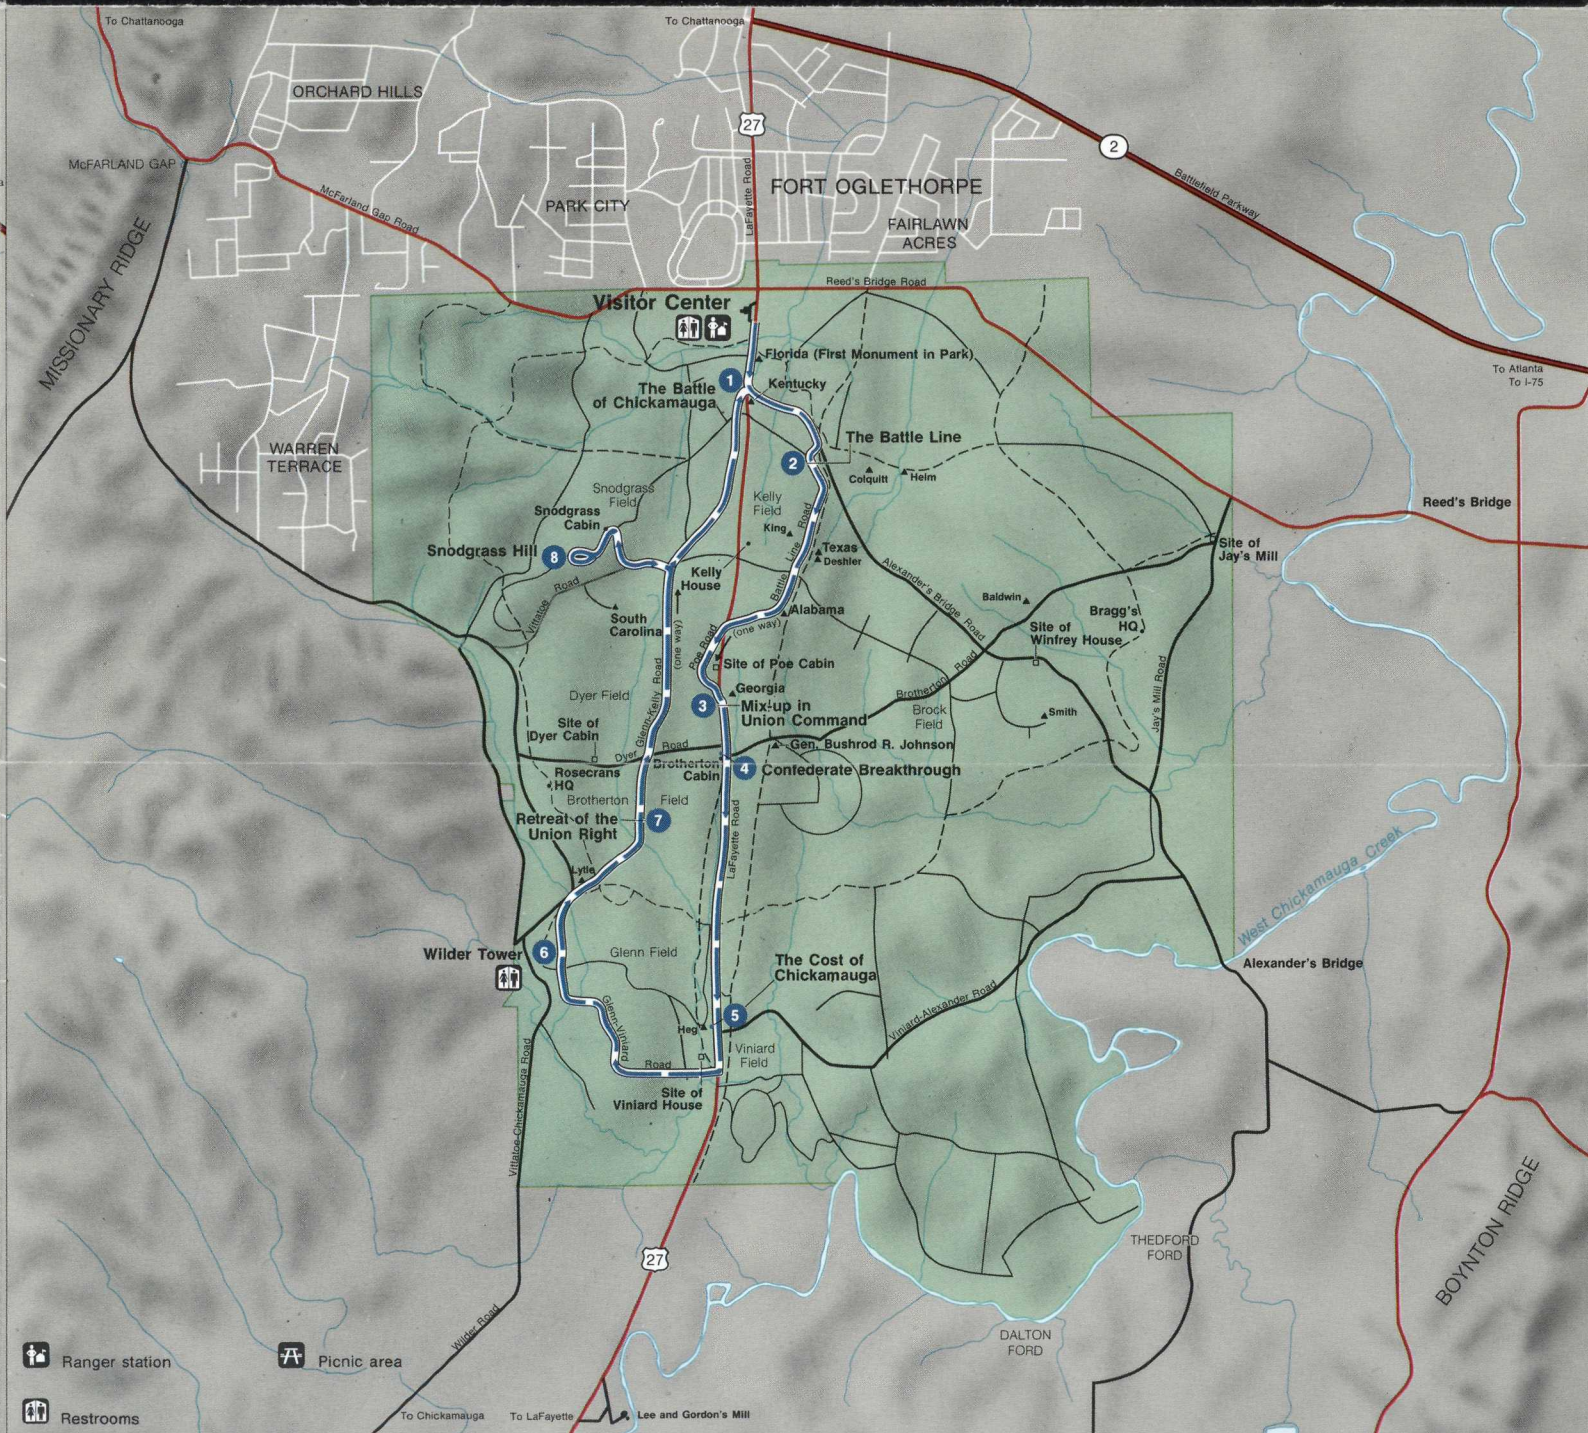 To Chattanooga
To Chattanooga
ORCHARD HILLS
27
2
McFARLAND GAP
LaFayette Road
FORT OGLETHORPE
Battlefield Parkway
McFarland Gap Road
PARK CITY
FAIRLAWN
ACRES
MISSIONARY RIDGE
Reed's Bridge Road
Visitor Center
Florida (First Monument in Park)
To Atlanta
To I-75
1
Kentucky
The Battle
of Chickamauga
WARREN
TERRACE
The Battle Line
2
Colquitt
Helm
Snodgrass
Field
Kelly
Field
Reed's Bridge
Snodgrass
Cabin
King
Battle Line Road
Snodgrass Hill
8
Texas
Deshler
Site of
Jay's Mill
Kelly
House
Alexander's Bridge Road
Vittatoe Road
Baldwin
Bragg's
HQ
South
Carolina
Alabama
Site of
Winfrey House
(one way)
(one way)
Poe Road
Site of Poe Cabin
Glenn-Kelly Road
Dyer Field
Georgia
Brotherton Road
Jay's Mill Road
3
Mix-up in
Union Command
Brock
Field
Smith
Site of
Dyer Cabin
Dyer Road
Gen. Bushrod R. Johnson
Brotherton
Cabin
4
Confederate Breakthrough
Rosecrans
HQ
Brotherton Field
Retreat of the
Union Right
7
LaFayette Road
West Chickamauga Creek
Lytle
Wilder Tower
6
Glenn Field
The Cost of
Chickamauga
Alexander's Bridge
Viniard-Alexander Road
Glenn-Viniard Road
Heg
5
Viniard
Field
Site of
Viniard House
Vittatoe-Chickamauga Road
27
THEDFORD
FORD
BOYNTON RIDGE
DALTON
FORD
Wilder Road
Ranger station
Picnic area
Restrooms
To Chickamauga
To LaFayette
Lee and Gordon's Mill